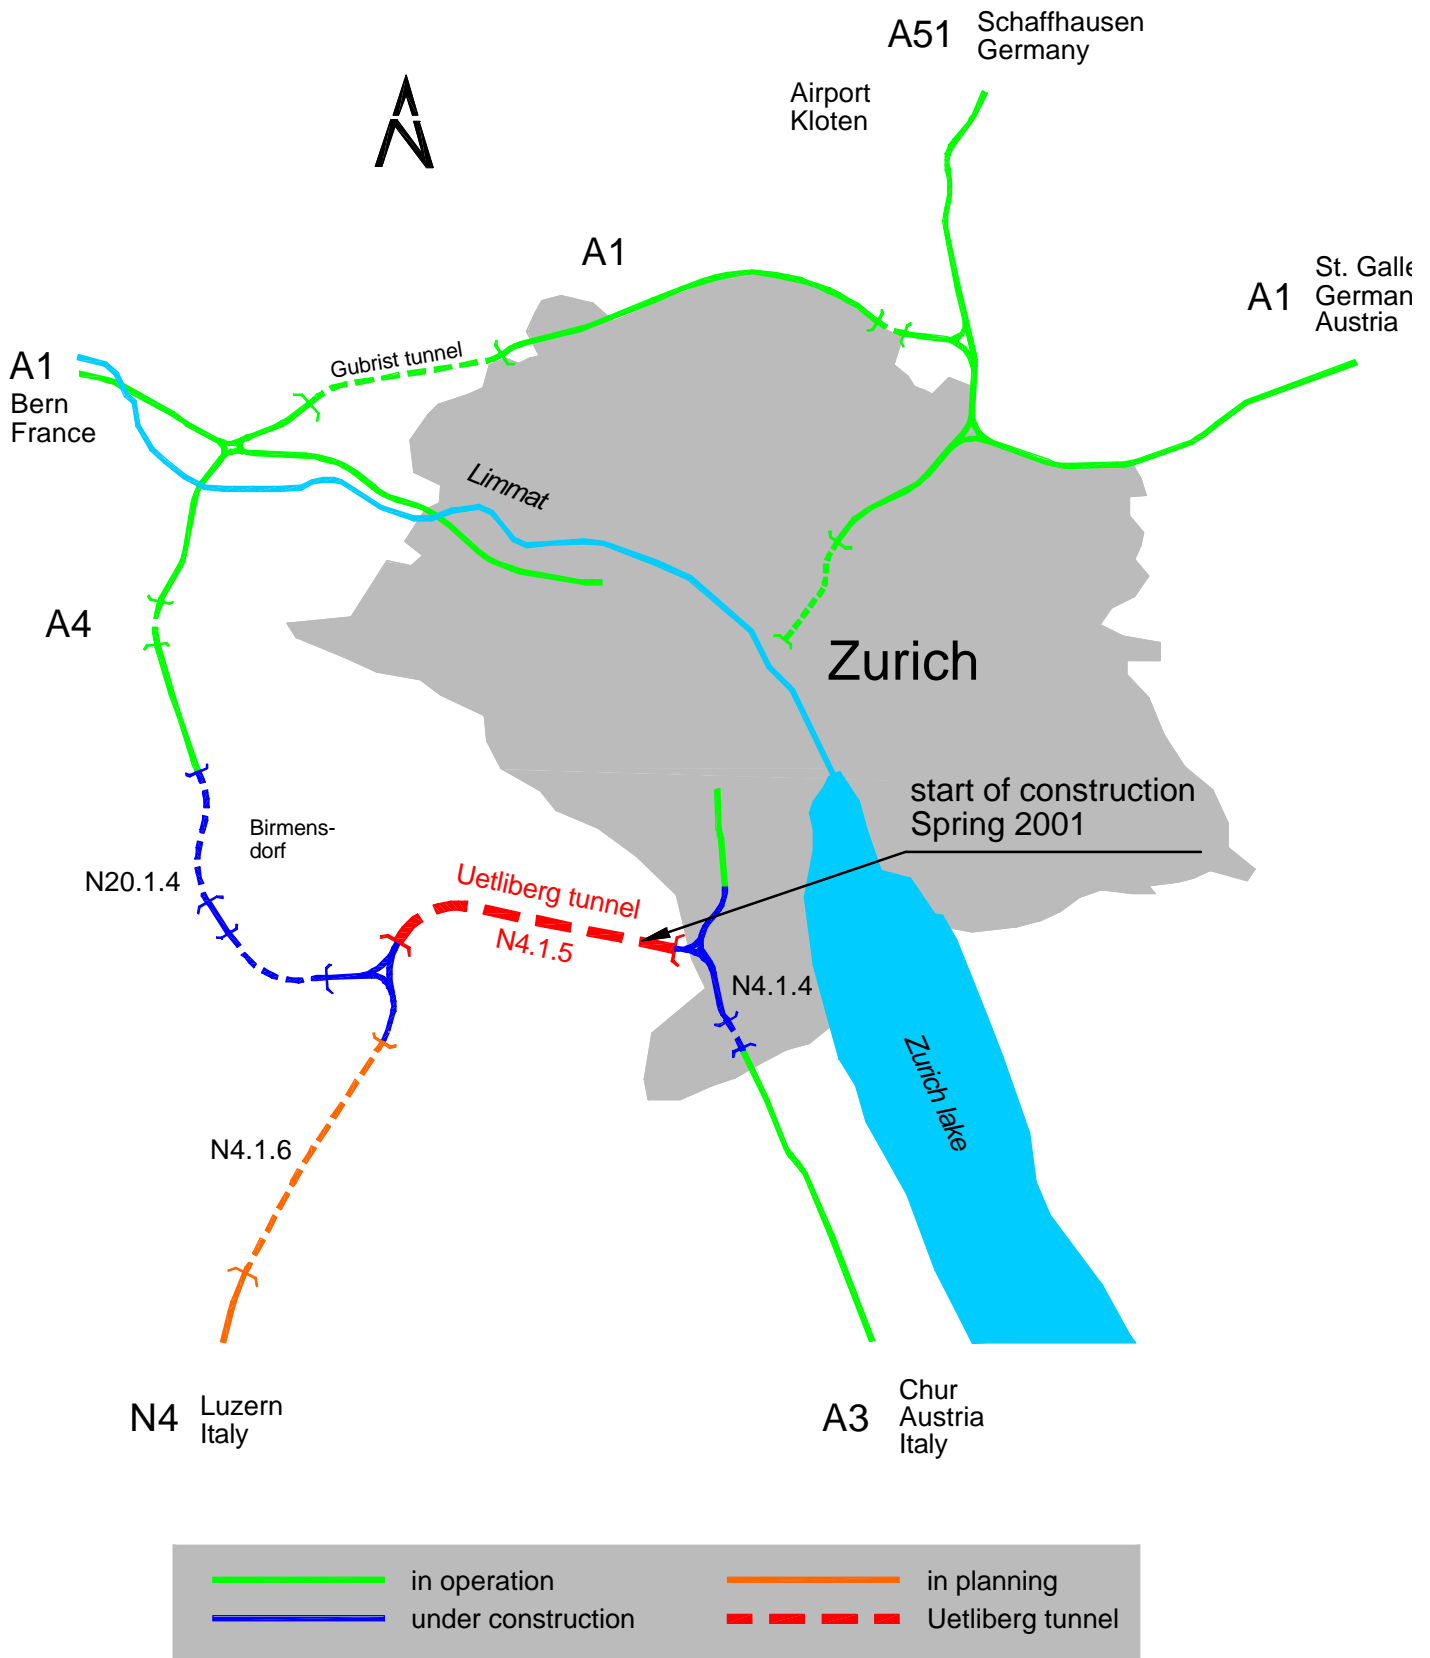 A51
Schaffhausen
Germany
Airport
Kloten
A1
St. Galle
German
A1
Austria
Gubrist tunnel
A1
Bern
France
Limmat
A4
Zurich
start of construction
Spring 2001
Birmens-
dorf
N20.1.4
Uetliberg tunnel
N4.1.5
N4.1.4
Zurich lake
N4.1.6
N4
Luzern
Italy
A3
Chur
Austria
Italy
in operation
in planning
under construction
Uetliberg tunnel